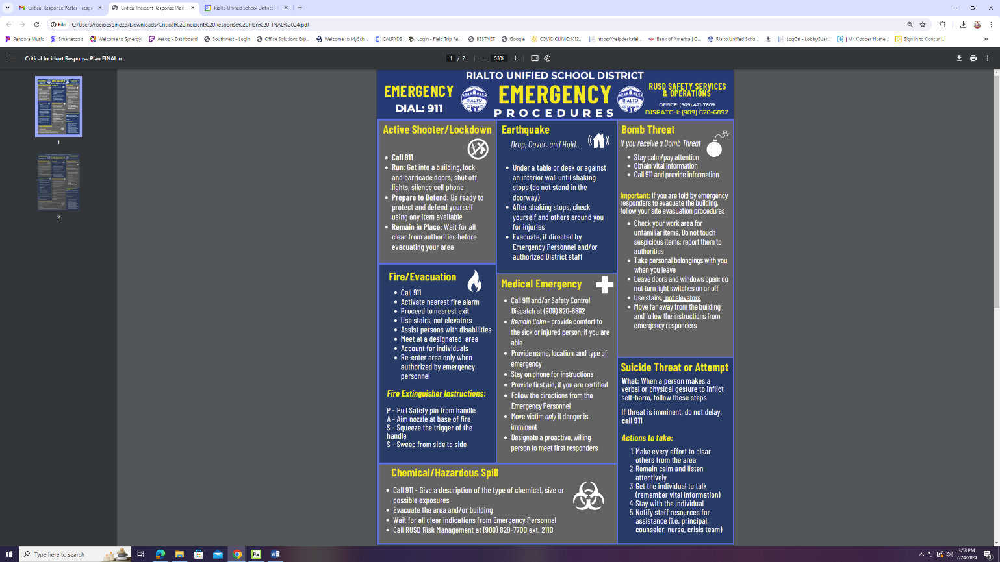 Critical Response Poster - respi
Critical Incident Response Plan
Rialto Unified School District - C
File
C:/Users/rocioespinoza/Downloads/Critical%20Incident%20Response%20Plan%20FINAL%2024.pdf
Pandora Music
Smartetools
Welcome to Synergy!
Aesop - Dashboard
Southwest - Login
Office Solutions Exp...
Welcome to MySch...
CALPADS
Login - Field Trip Re...
BESTNET
Google
COVID CLINIC: K12...
https://helpdesk.rial...
Bank of America | O...
Rialto Unified Scho...
LogOn - LobbyGuar...
| Mr. Cooper Home...
Sign in to Concur |...
Critical Incident Response Plan FINAL rc
1 / 2
53%
1
2
RIALTO UNIFIED SCHOOL DISTRICT
EMERGENCY
DIAL: 911
RIALTO
EMERGENCY
PROCEDURES
RIALTO
RUSD SAFETY SERVICES
& OPERATIONS
OFFICE: (909) 421-7609
DISPATCH: (909) 820-6892
Active Shooter/Lockdown
• Call 911
• Run: Get into a building, lock
and barricade doors, shut off
lights, silence cell phone
• Prepare to Defend: Be ready to
protect and defend yourself
using any item available
• Remain in Place: Wait for all
clear from authorities before
evacuating your area
Earthquake
Drop, Cover, and Hold...
• Under a table or desk or against
an interior wall until shaking
stops (do not stand in the
doorway)
• After shaking stops, check
yourself and others around you
for injuries
• Evacuate, if directed by
Emergency Personnel and/or
authorized District staff
Bomb Threat
If you receive a Bomb Threat
• Stay calm/pay attention
• Obtain vital information
• Call 911 and provide information
Important: If you are told by emergency
responders to evacuate the building,
follow your site evacuation procedures
• Check your work area for
unfamiliar items. Do not touch
suspicious items; report them to
authorities
• Take personal belongings with you
when you leave
• Leave doors and windows open; do
not turn light switches on or off
• Use stairs, not elevators
• Move far away from the building
and follow the instructions from
emergency responders
Fire/Evacuation
• Call 911
• Activate nearest fire alarm
• Proceed to nearest exit
• Use stairs, not elevators
• Assist persons with disabilities
• Meet at a designated area
• Account for individuals
• Re-enter area only when
authorized by emergency
personnel
Fire Extinguisher Instructions:
P - Pull Safety pin from handle
A - Aim nozzle at base of fire
S - Squeeze the trigger of the
handle
S - Sweep from side to side
Medical Emergency
• Call 911 and/or Safety Control
Dispatch at (909) 820-6892
• Remain Calm - provide comfort to
the sick or injured person, if you are
able
• Provide name, location, and type of
emergency
• Stay on phone for instructions
• Provide first aid, if you are certified
• Follow the directions from the
Emergency Personnel
• Move victim only if danger is
imminent
• Designate a proactive, willing
person to meet first responders
Suicide Threat or Attempt
What: When a person makes a
verbal or physical gesture to inflict
self-harm, follow these steps
If threat is imminent, do not delay,
call 911
Actions to take:
1. Make every effort to clear
others from the area
2. Remain calm and listen
attentively
3. Get the individual to talk
(remember vital information)
4. Stay with the individual
5. Notify staff resources for
assistance (i.e. principal,
counselor, nurse, crisis team)
Chemical/Hazardous Spill
• Call 911 - Give a description of the type of chemical, size or
possible exposures
• Evacuate the area and/or building
• Wait for all clear indications from Emergency Personnel
• Call RUSD Risk Management at (909) 820-7700 ext. 2110
Type here to search
3:58 PM
7/24/2024